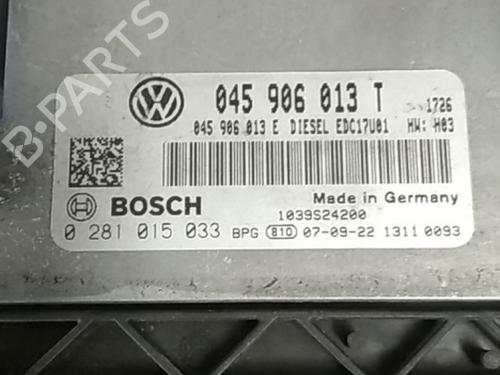 045 906 013 T 1726
045 906 013 E DIESEL EDC17U01 HW: H03
Made in Germany
BOSCH 1039S24200
0 281 015 033 BPG 81D 07-09-22 1311 0093
B-PARTS